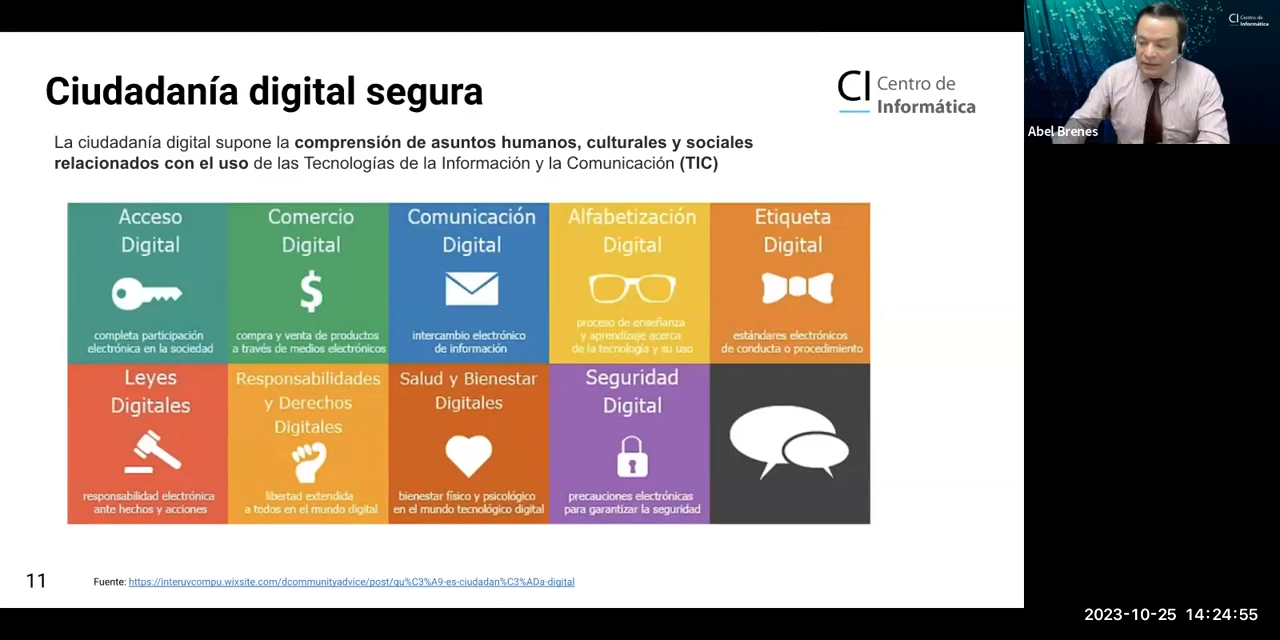 Ciudadanía digital segura
CI Centro de
Informática
La ciudadanía digital supone la comprensión de asuntos humanos, culturales y sociales
relacionados con el uso de las Tecnologías de la Información y la Comunicación (TIC)
Acceso
Digital
completa participación
electrónica en la sociedad
Comercio
Digital
$
compra y venta de productos
a través de medios electrónicos
Comunicación
Digital
intercambio electrónico
de información
Alfabetización
Digital
proceso de enseñanza
y aprendizaje acerca
de la tecnología y su uso
Etiqueta
Digital
estándares electrónicos
de conducta o procedimiento
Leyes
Digitales
responsabilidad electrónica
ante hechos y acciones
Responsabilidades
y Derechos
Digitales
libertad extendida
a todos en el mundo digital
Salud y Bienestar
Digitales
bienestar físico y psicológico
en el mundo tecnológico digital
Seguridad
Digital
precauciones electrónicas
para garantizar la seguridad
11
Fuente: https://interuvcompu.wixsite.com/dcommunityadvice/post/qu%C3%A9-es-ciudadan%C3%ADa-digital
CI Centro de
Informática
Abel Brenes
2023-10-25 14:24:55